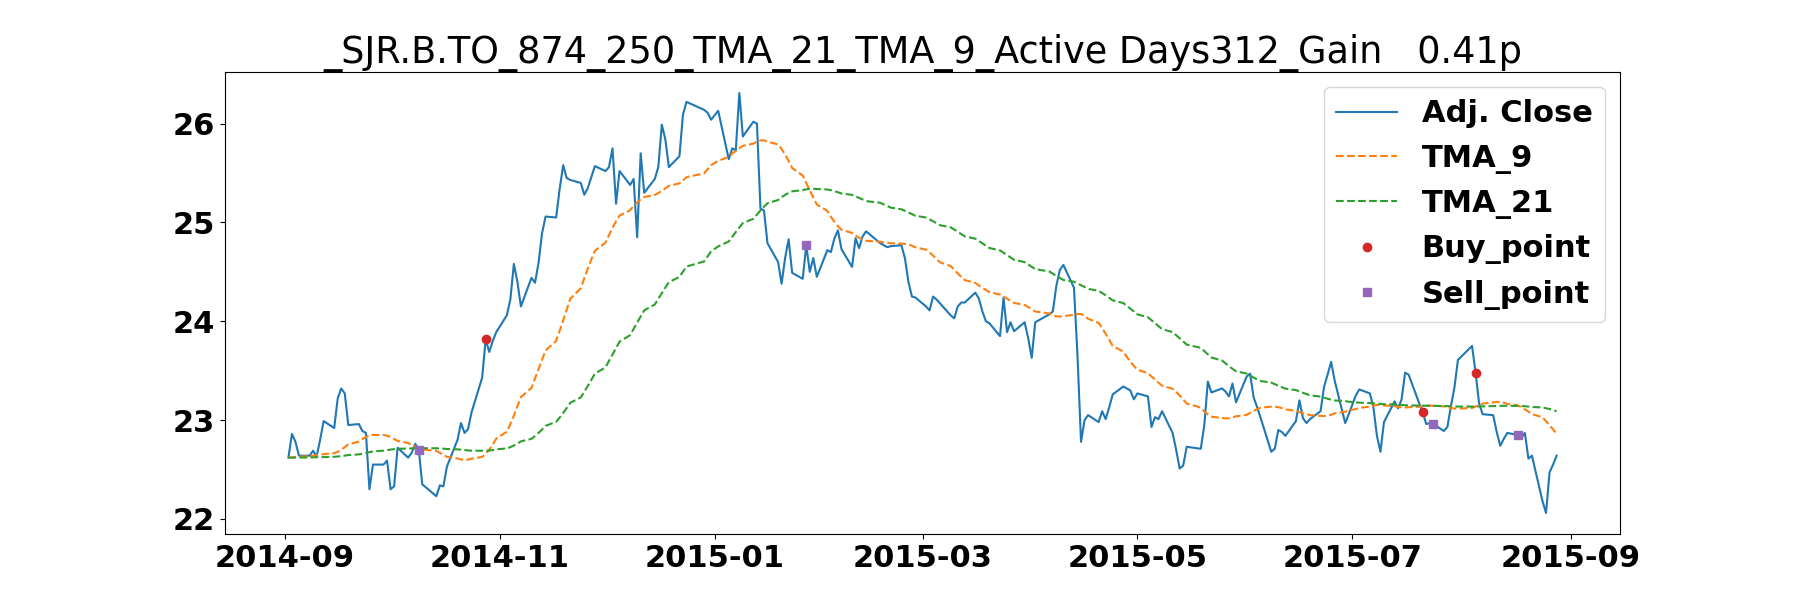 _SJR.B.TO_874_250_TMA_21_TMA_9_Active Days312_Gain   0.41p
Adj. Close
TMA_9
TMA_21
Buy_point
Sell_point
26
25
24
23
22
2014-09 2014-11 2015-01 2015-03 2015-05 2015-07 2015-09